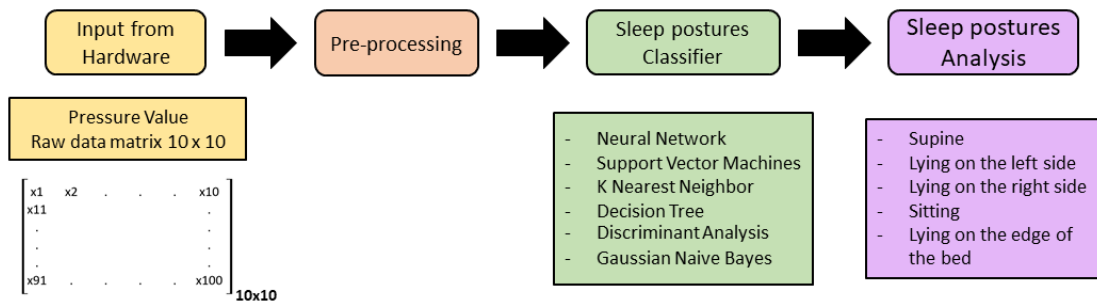 Input from
Hardware
Pre-processing
Sleep postures
Classifier
Sleep postures
Analysis
Pressure Value
Raw data matrix 10 x 10
x1 x2 . . . x10
x11 .
. .
. .
. .
x91 . . . . x100
10x10
- Neural Network
- Support Vector Machines
- K Nearest Neighbor
- Decision Tree
- Discriminant Analysis
- Gaussian Naive Bayes
- Supine
- Lying on the left side
- Lying on the right side
- Sitting
- Lying on the edge of
the bed